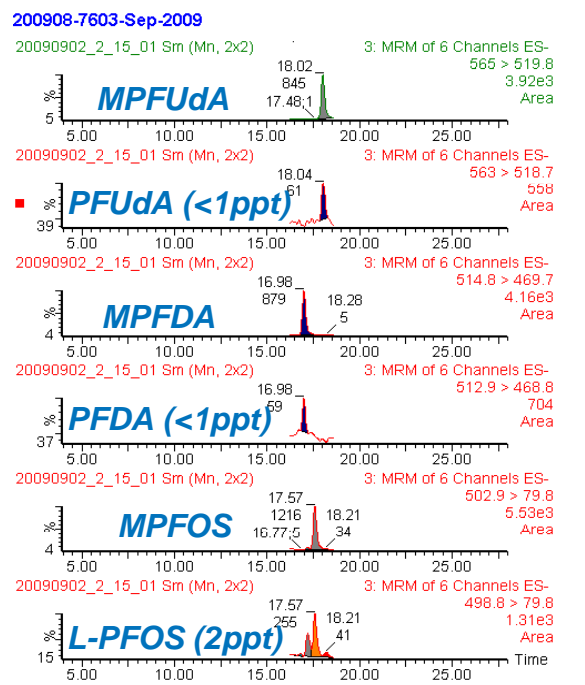 200908-7603-Sep-2009
20090902_2_15_01 Sm (Mn, 2x2) 3: MRM of 6 Channels ES-
565 > 519.8
3.92e3
Area
18.02
845
17.48;1
MPFUdA
%
5
5.00 10.00 15.00 20.00 25.00
20090902_2_15_01 Sm (Mn, 2x2) 3: MRM of 6 Channels ES-
563 > 518.7
558
Area
18.04
61
PFUdA (<1ppt)
%
39
5.00 10.00 15.00 20.00 25.00
20090902_2_15_01 Sm (Mn, 2x2) 3: MRM of 6 Channels ES-
514.8 > 469.7
4.16e3
Area
16.98
879
18.28
5
MPFDA
%
4
5.00 10.00 15.00 20.00 25.00
20090902_2_15_01 Sm (Mn, 2x2) 3: MRM of 6 Channels ES-
512.9 > 468.8
704
Area
16.98
59
PFDA (<1ppt)
%
37
5.00 10.00 15.00 20.00 25.00
20090902_2_15_01 Sm (Mn, 2x2) 3: MRM of 6 Channels ES-
502.9 > 79.8
5.53e3
Area
17.57
1216
16.77;5
18.21
34
MPFOS
%
4
5.00 10.00 15.00 20.00 25.00
20090902_2_15_01 Sm (Mn, 2x2) 3: MRM of 6 Channels ES-
498.8 > 79.8
1.31e3
Area
17.57
255
18.21
41
L-PFOS (2ppt)
%
15
Time
5.00 10.00 15.00 20.00 25.00